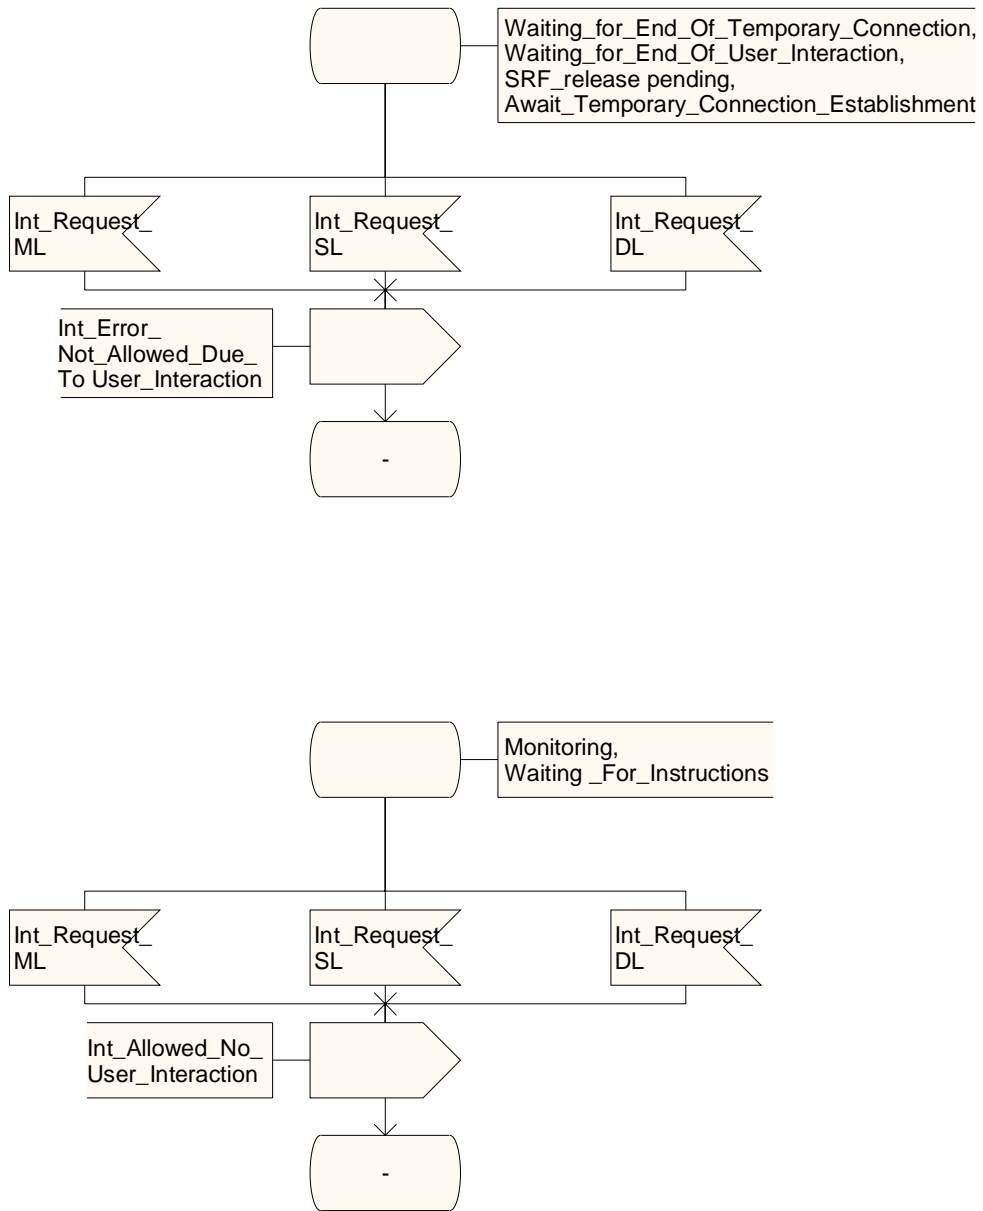 Waiting_for_End_Of_Temporary_Connection,
Waiting_for_End_Of_User_Interaction,
SRF_release pending,
Await_Temporary_Connection_Establishment
Int_Request_
ML
Int_Request_
SL
Int_Request_
DL
Int_Error_
Not_Allowed_Due_
To User_Interaction
-
Monitoring,
Waiting _For_Instructions
Int_Request_
ML
Int_Request_
SL
Int_Request_
DL
Int_Allowed_No_
User_Interaction
-